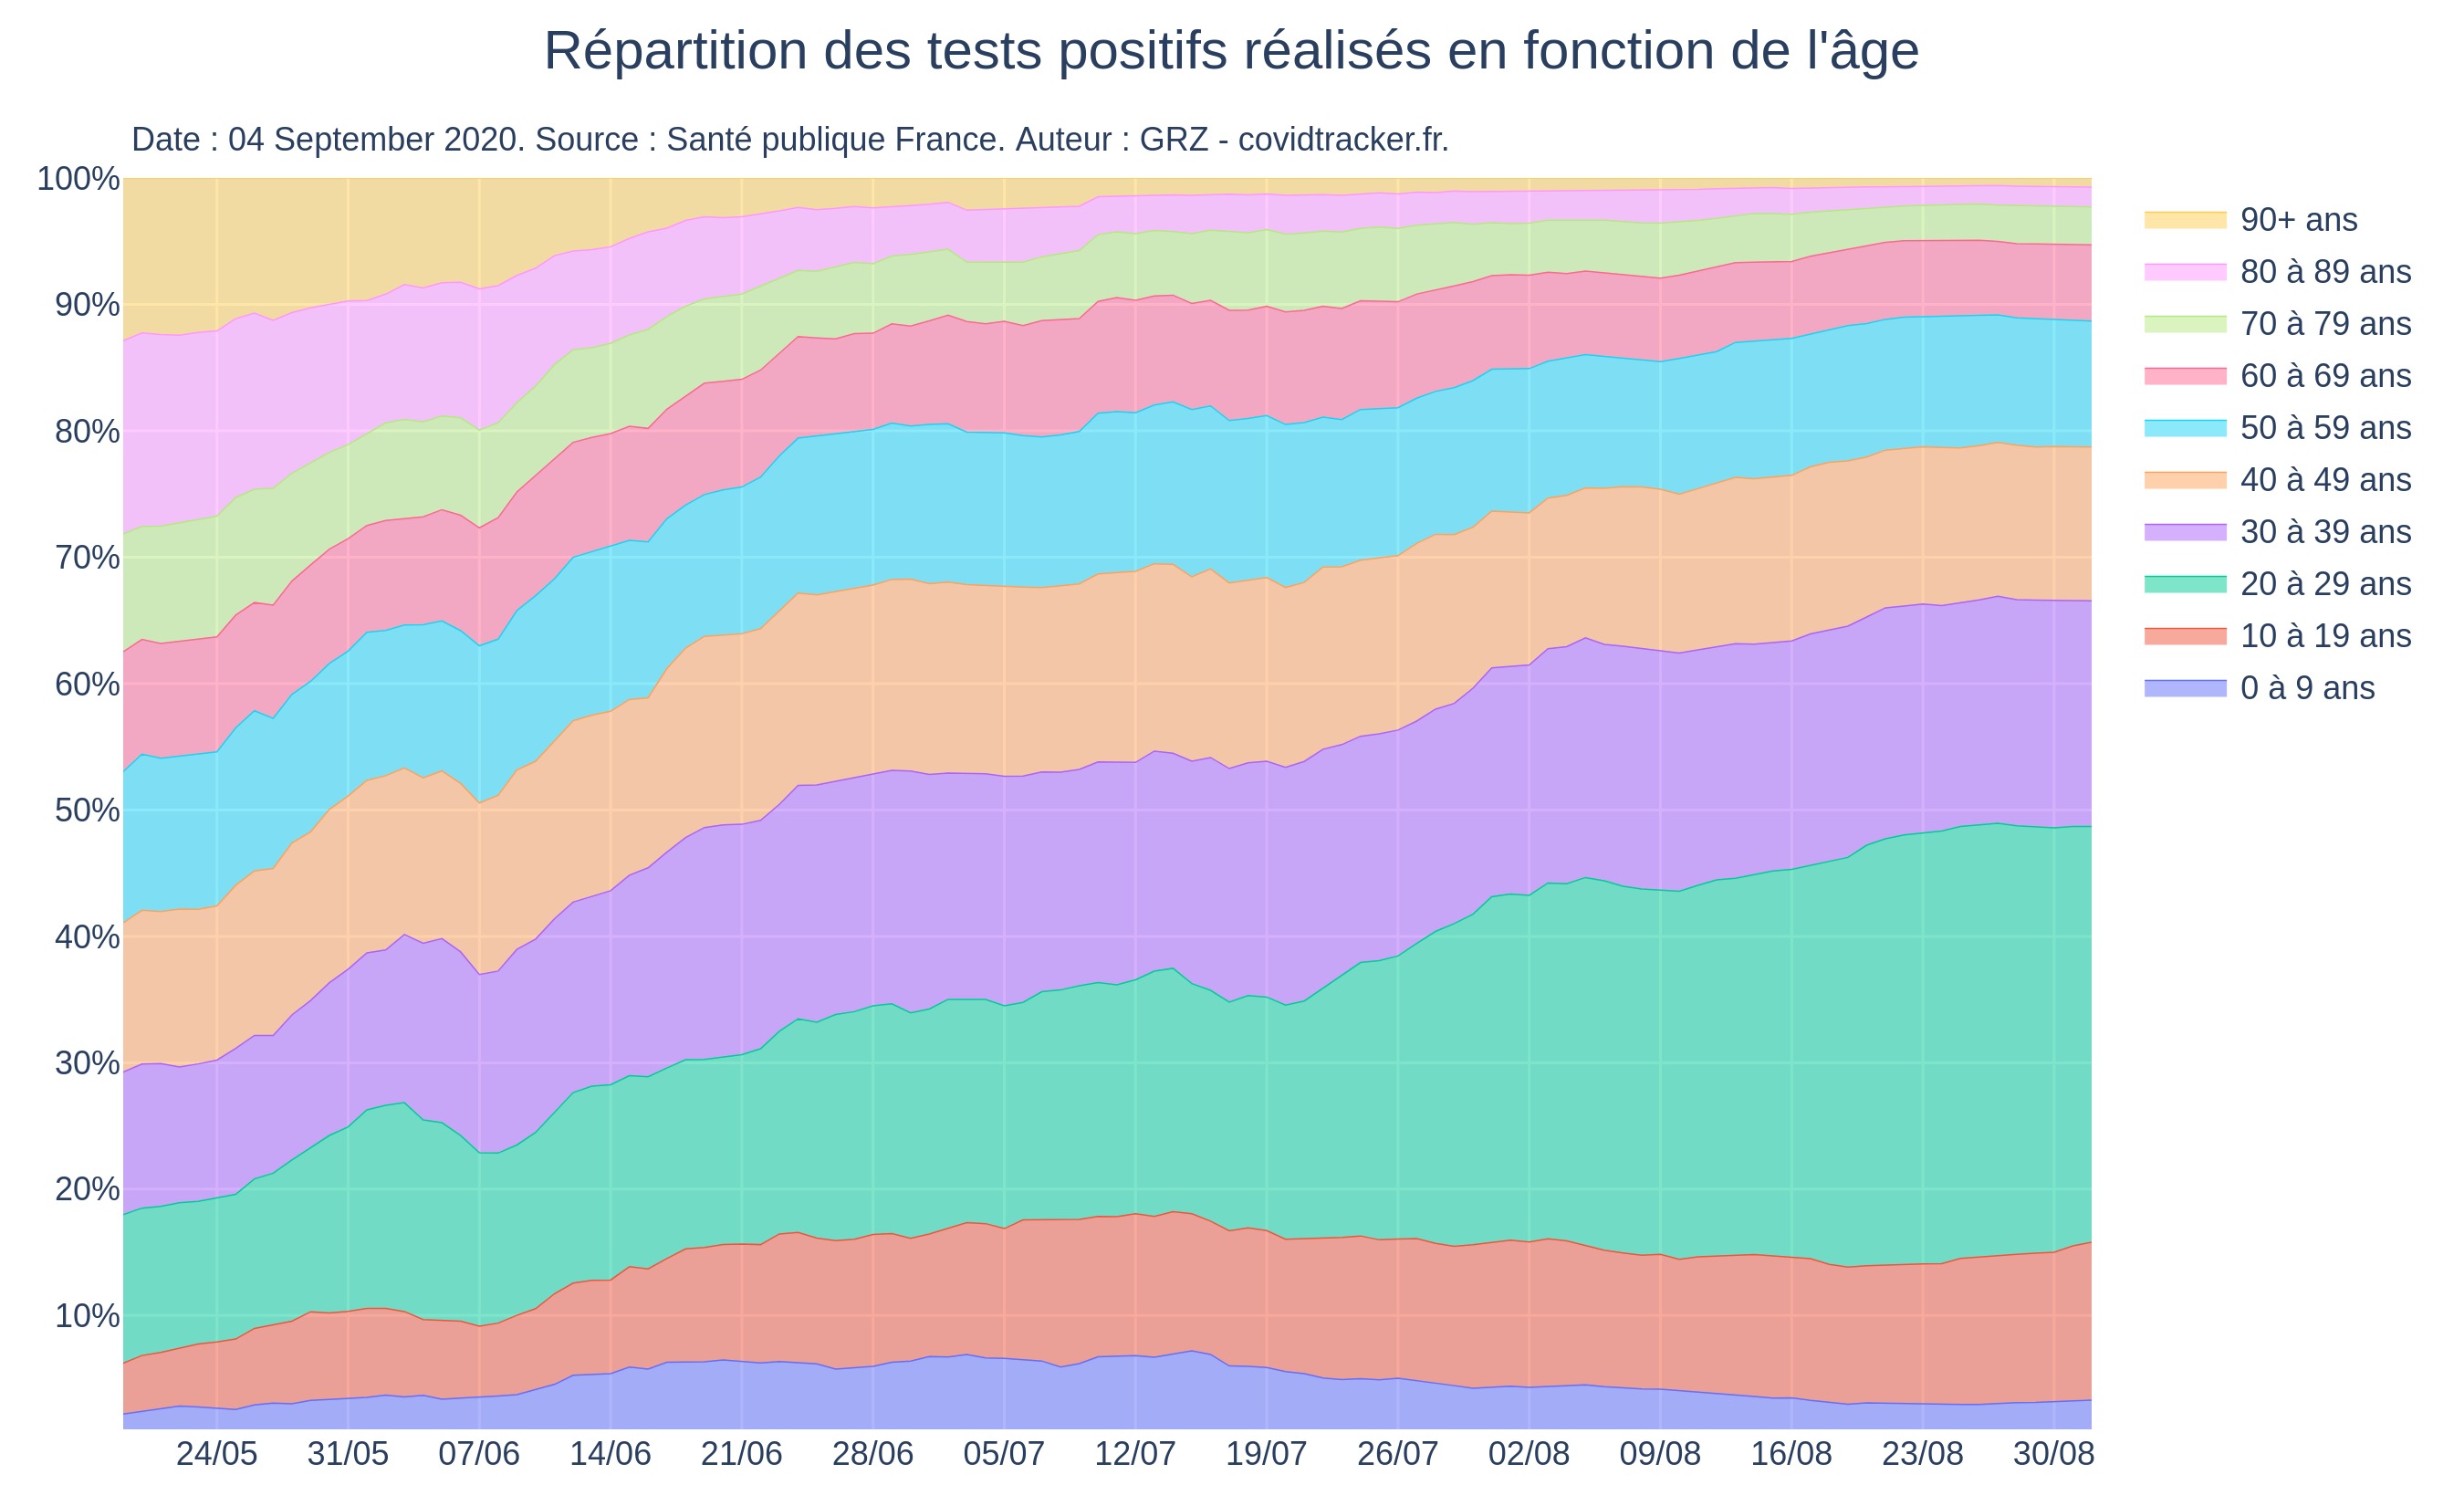 Répartition des tests positifs réalisés en fonction de l'âge
Date : 04 September 2020. Source : Santé publique France. Auteur : GRZ - covidtracker.fr.
100%
90%
80%
70%
60%
50%
40%
30%
20%
10%
24/05 31/05 07/06 14/06 21/06 28/06 05/07 12/07 19/07 26/07 02/08 09/08 16/08 23/08 30/08
90+ ans
80 à 89 ans
70 à 79 ans
60 à 69 ans
50 à 59 ans
40 à 49 ans
30 à 39 ans
20 à 29 ans
10 à 19 ans
0 à 9 ans